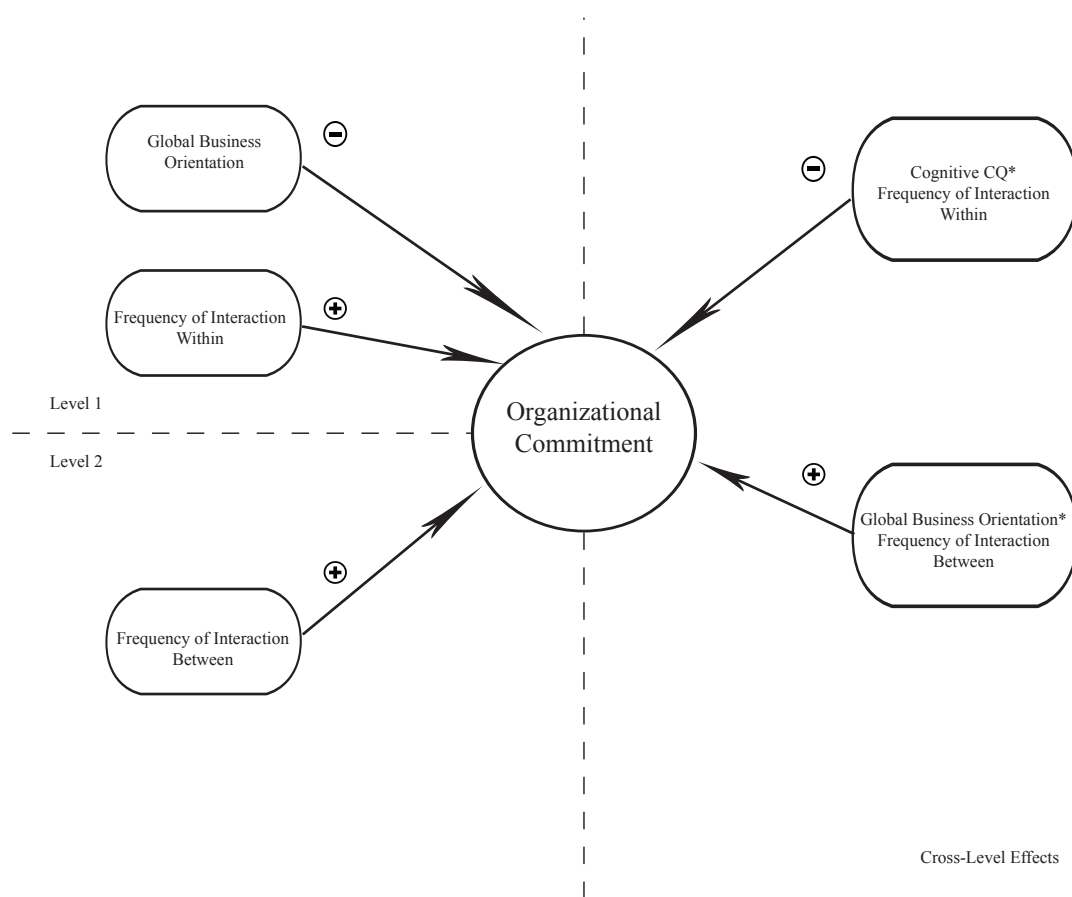 Global Business
Orientation
Frequency of Interaction
Within
Level 1
Level 2
Frequency of Interaction
Between
Organizational
Commitment
Cognitive CQ*
Frequency of Interaction
Within
Global Business Orientation*
Frequency of Interaction
Between
Cross-Level Effects